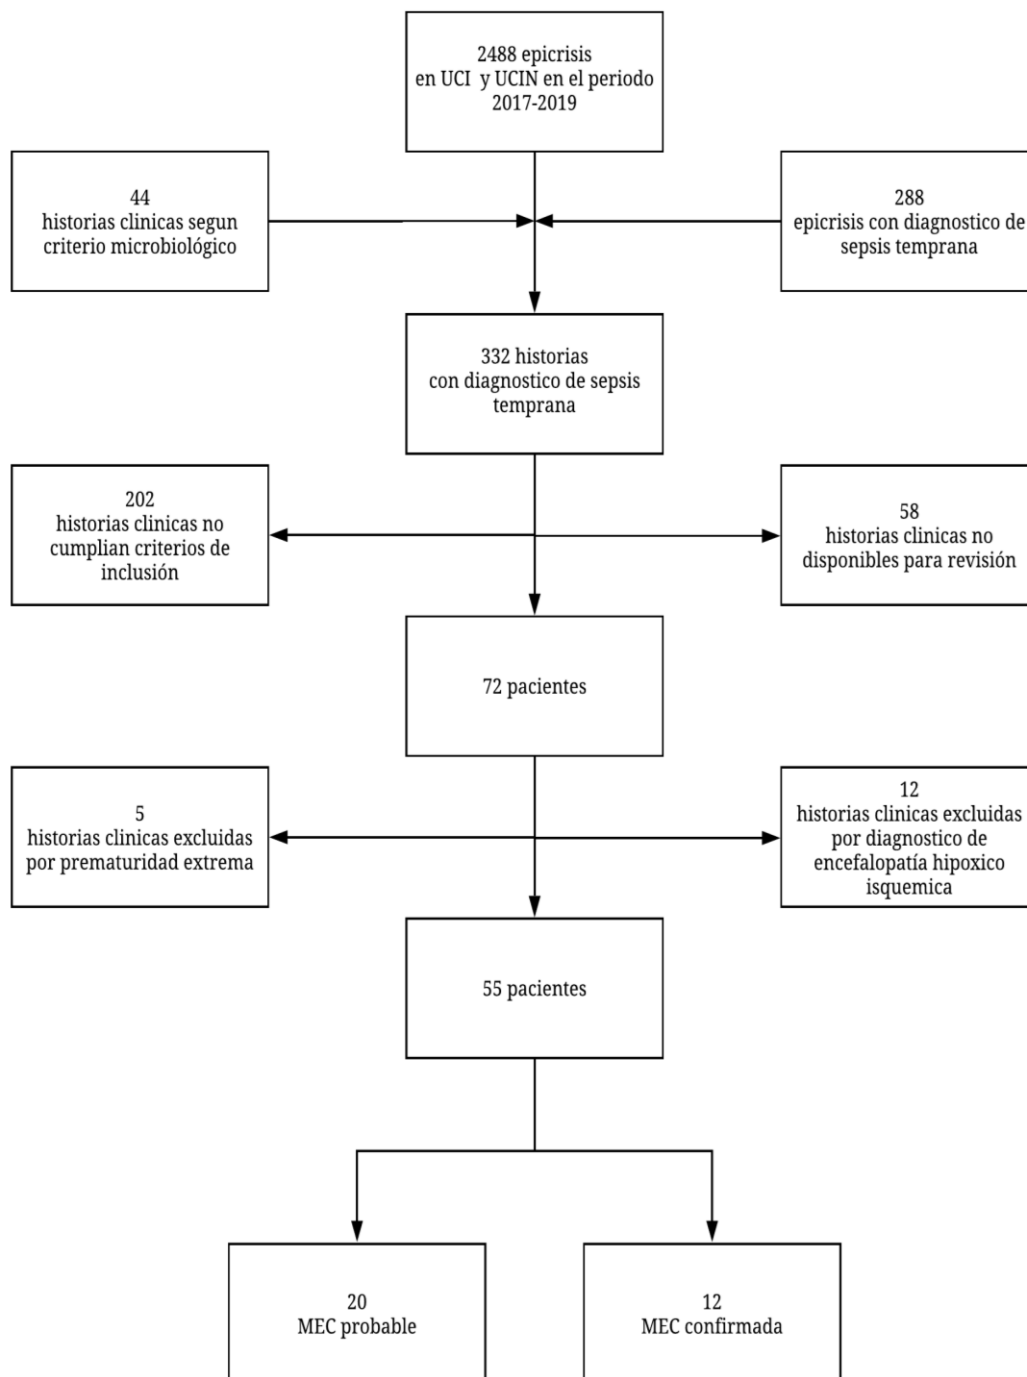 2488 epicrisis
en UCI y UCIN en el periodo
2017-2019
44
historias clinicas segun
criterio microbiológico
288
epicrisis con diagnostico de
sepsis temprana
332 historias
con diagnostico de sepsis
temprana
202
historias clinicas no
cumplian criterios de
inclusión
58
historias clinicas no
disponibles para revisión
72 pacientes
5
historias clinicas excluidas
por prematuridad extrema
12
historias clinicas excluidas
por diagnostico de
encefalopatía hipoxico
isquemica
55 pacientes
20
MEC probable
12
MEC confirmada